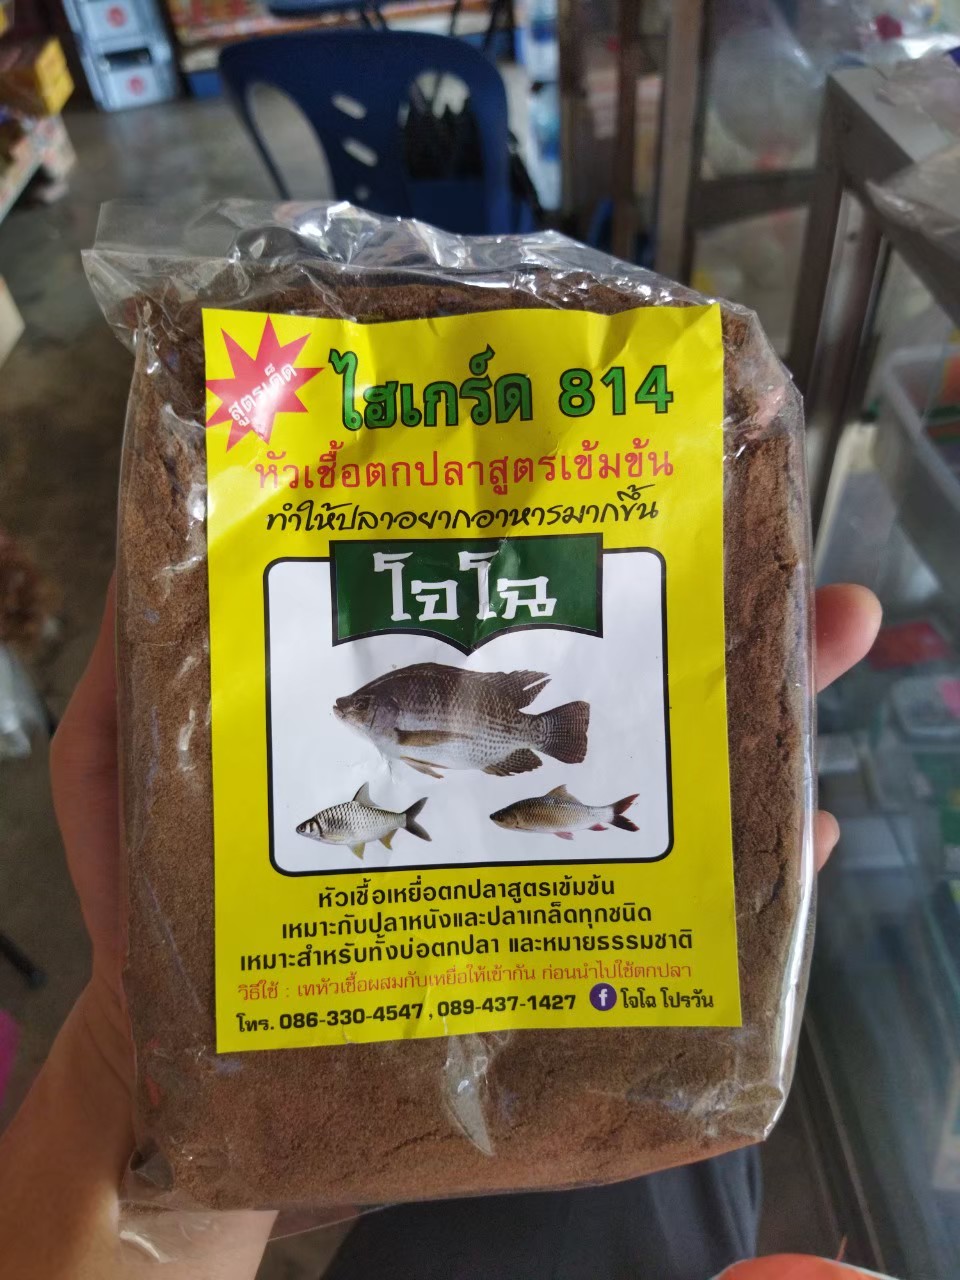 สูตรเด็ด
ไฮเกร์ด 814
หัวเชื้อตกปลาสูตรเข้มข้น
ทำให้ปลาอยากอาหารมากขึ้น
โจโฉ
หัวเชื้อเหยื่อตกปลาสูตรเข้มข้น
เหมาะกับปลาหนังและปลาเกล็ดทุกชนิด
เหมาะสำหรับทั้งบ่อตกปลา และหมายธรรมชาติ
วิธีใช้ : เทหัวเชื้อผสมกับเหยื่อให้เข้ากัน ก่อนนำไปใช้ตกปลา
โทร. 086-330-4547 , 089-437-1427 f โจโฉ โปรวัน